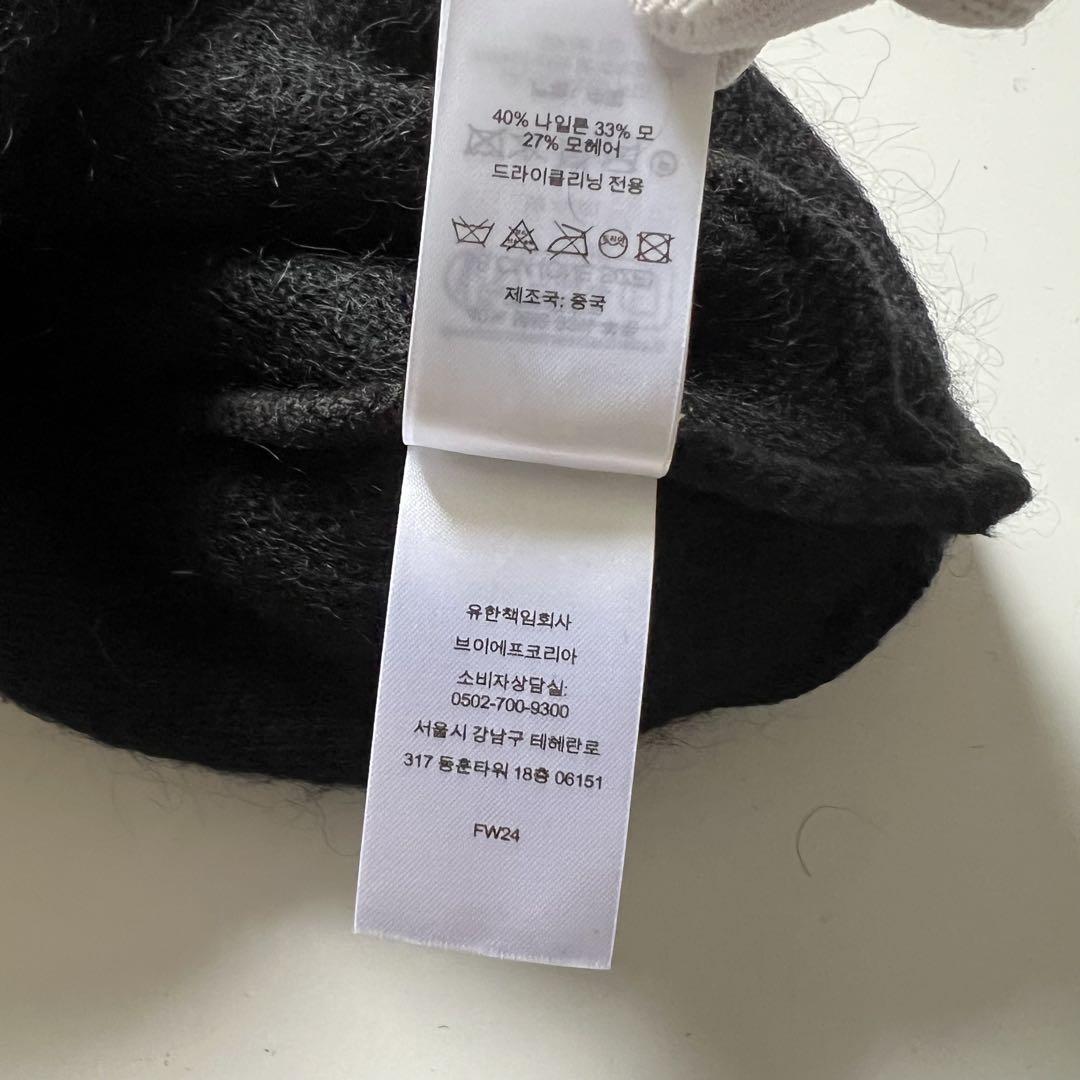 40% 나일론 33% 모
27% 모헤어
드라이클리닝 전용
제조국: 중국
유한책임회사
브이에프코리아
소비자상담실:
0502-700-9300
서울시 강남구 테헤란로
317 동훈타워 18층 06151
FW24